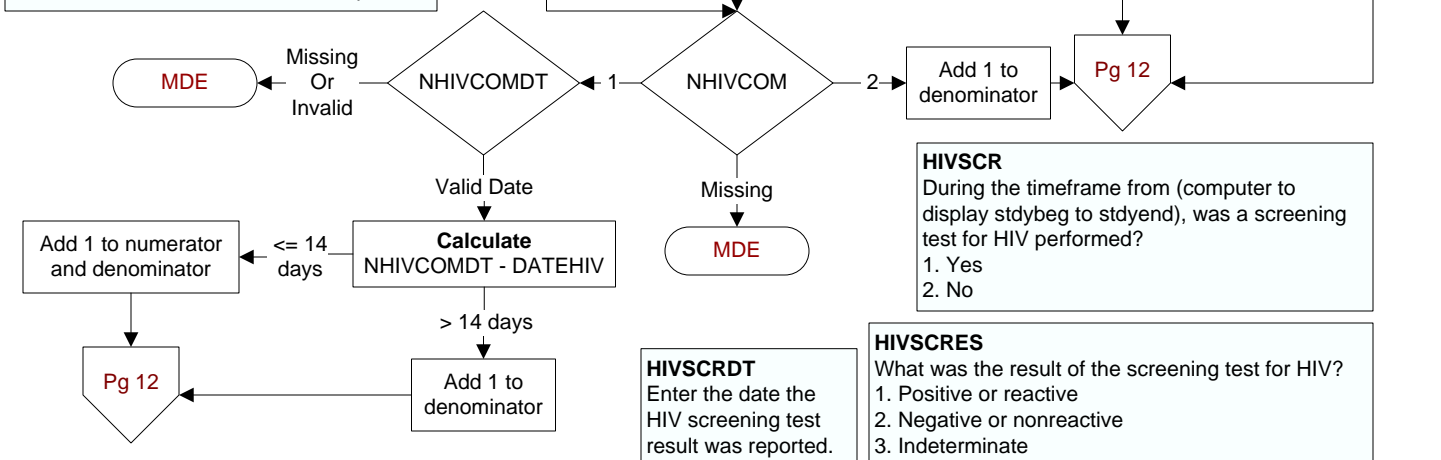 Missing
Or
Invalid
MDE
NHIVCOMDT
1
NHIVCOM
2
Add 1 to
denominator
Pg 12
Valid Date
Missing
MDE
HIVSCR
During the timeframe from (computer to
display stdybeg to stdyend), was a screening
test for HIV performed?
1. Yes
2. No
Add 1 to numerator
and denominator
<= 14
days
Calculate
NHIVCOMDT - DATEHIV
> 14 days
Pg 12
Add 1 to
denominator
HIVSCRDT
Enter the date the
HIV screening test
result was reported.
HIVSCRES
What was the result of the screening test for HIV?
1. Positive or reactive
2. Negative or nonreactive
3. Indeterminate